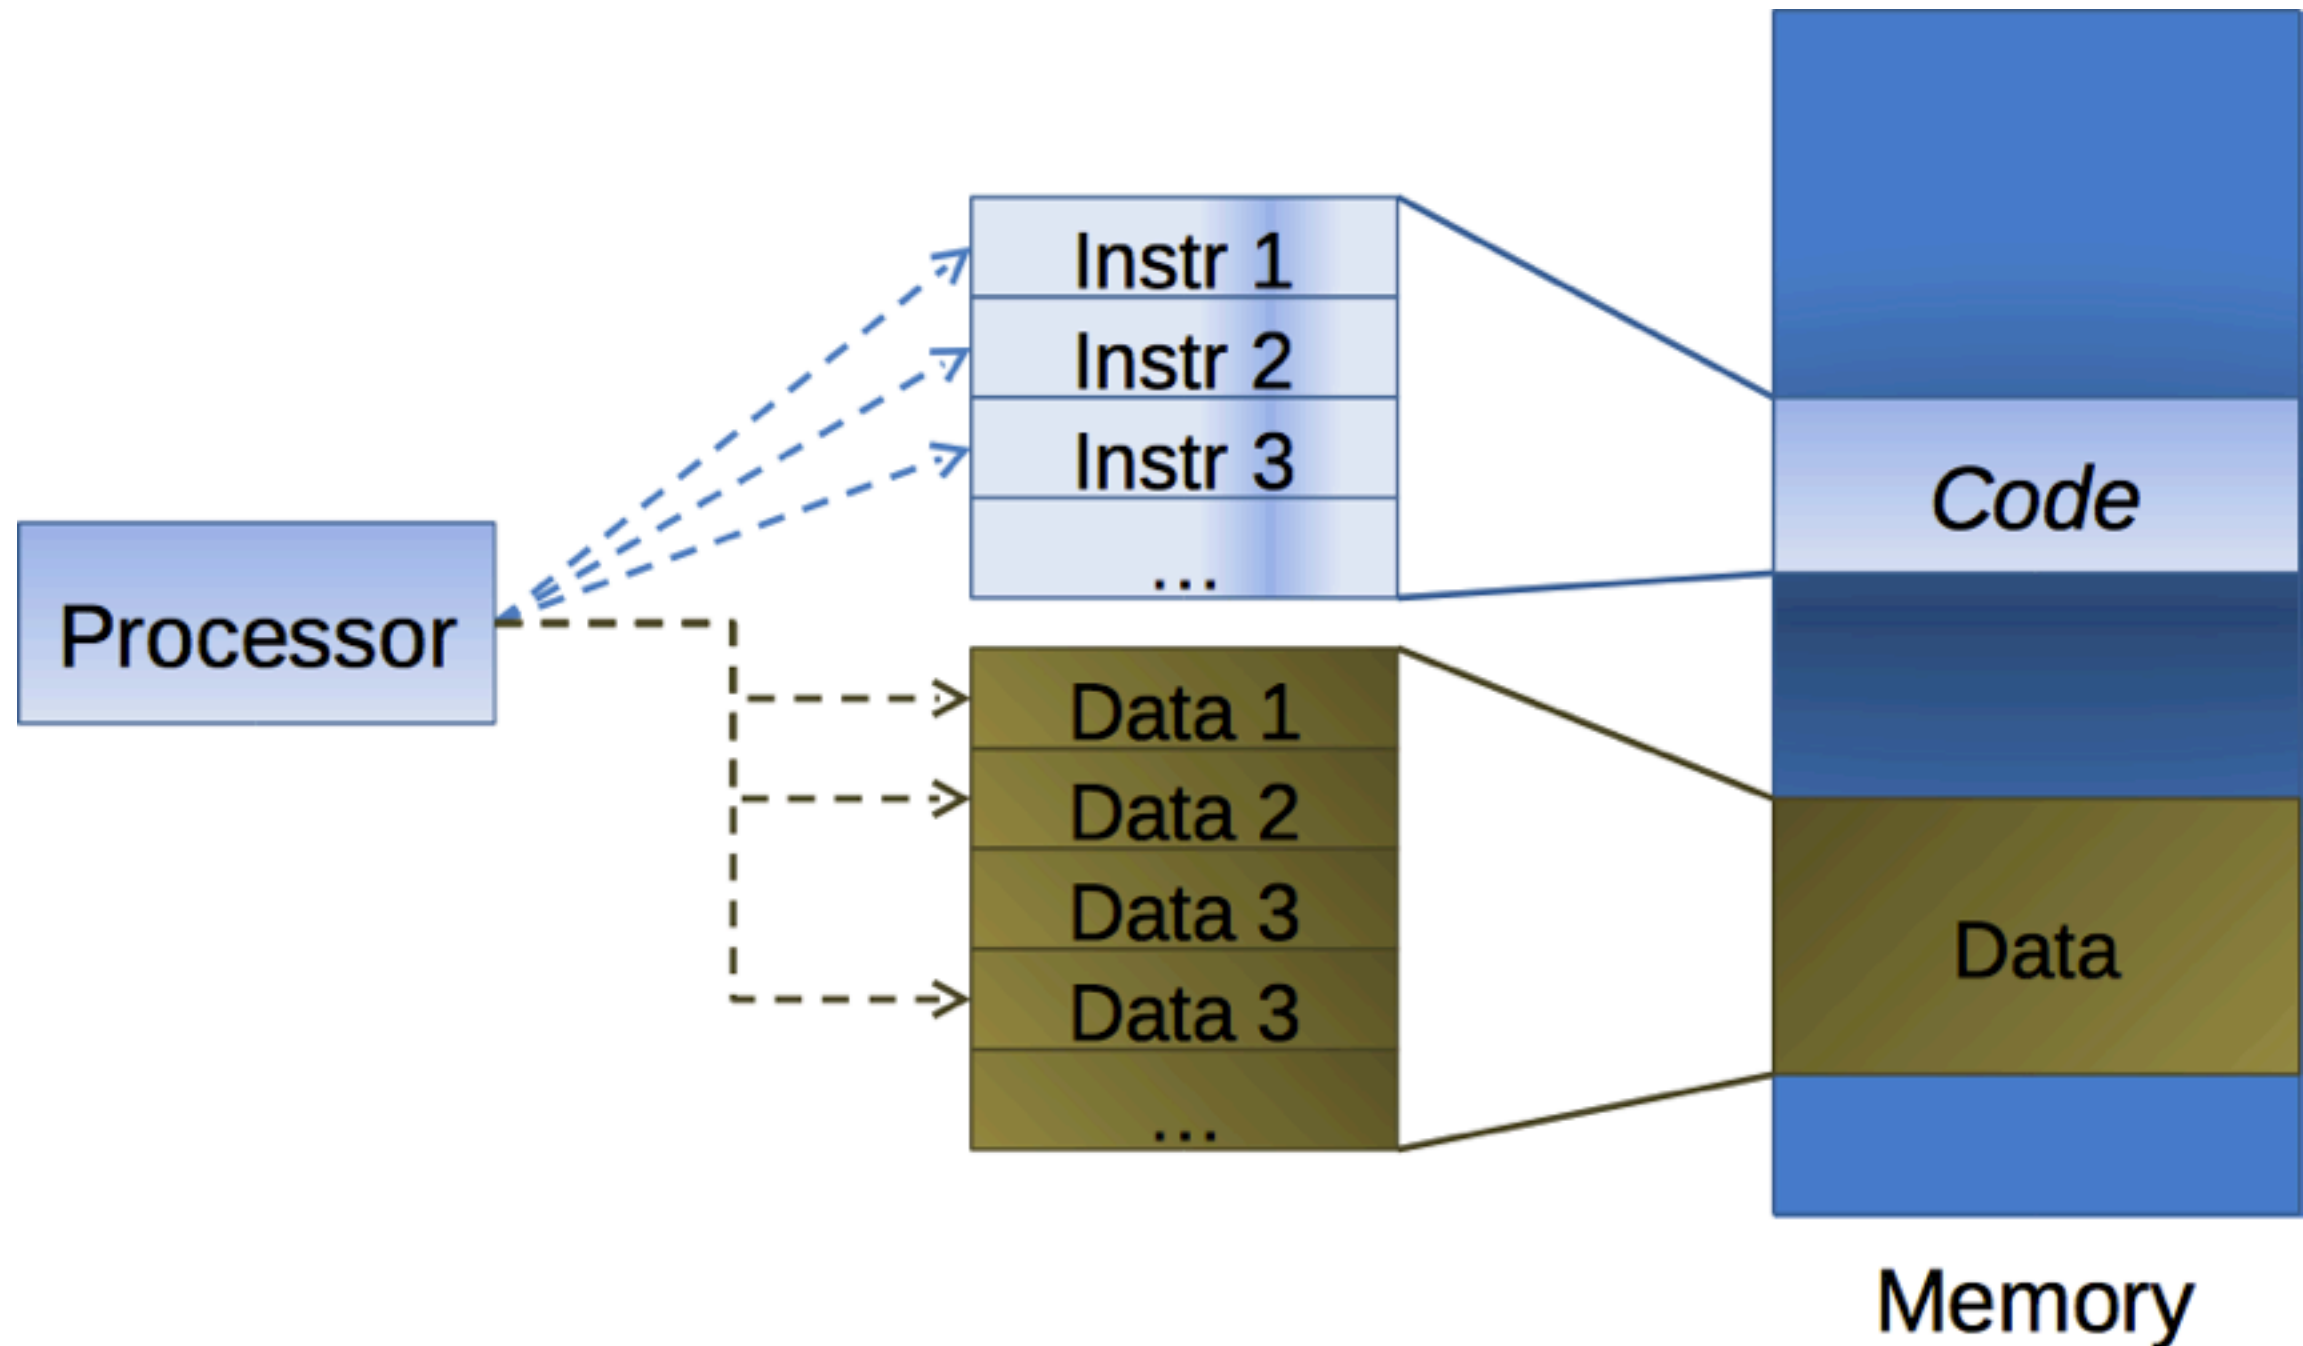 Processor
Instr 1
Instr 2
Instr 3
...
Data 1
Data 2
Data 3
Data 3
...
Code
Data
Memory